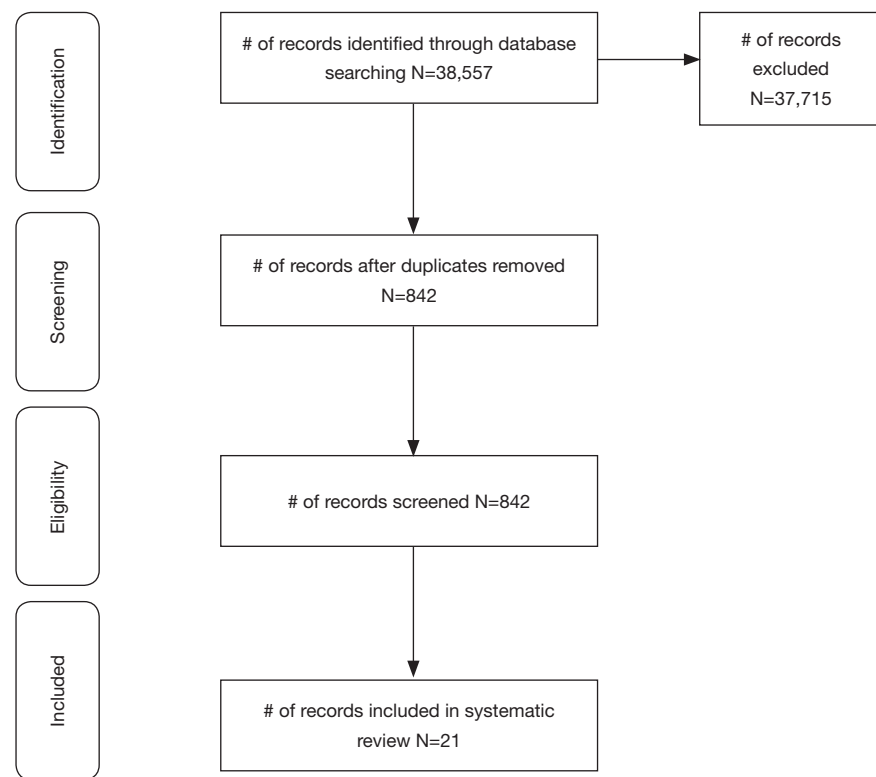 Identification
# of records identified through database
searching N=38,557
# of records
excluded
N=37,715
Screening
# of records after duplicates removed
N=842
Eligibility
# of records screened N=842
Included
# of records included in systematic
review N=21